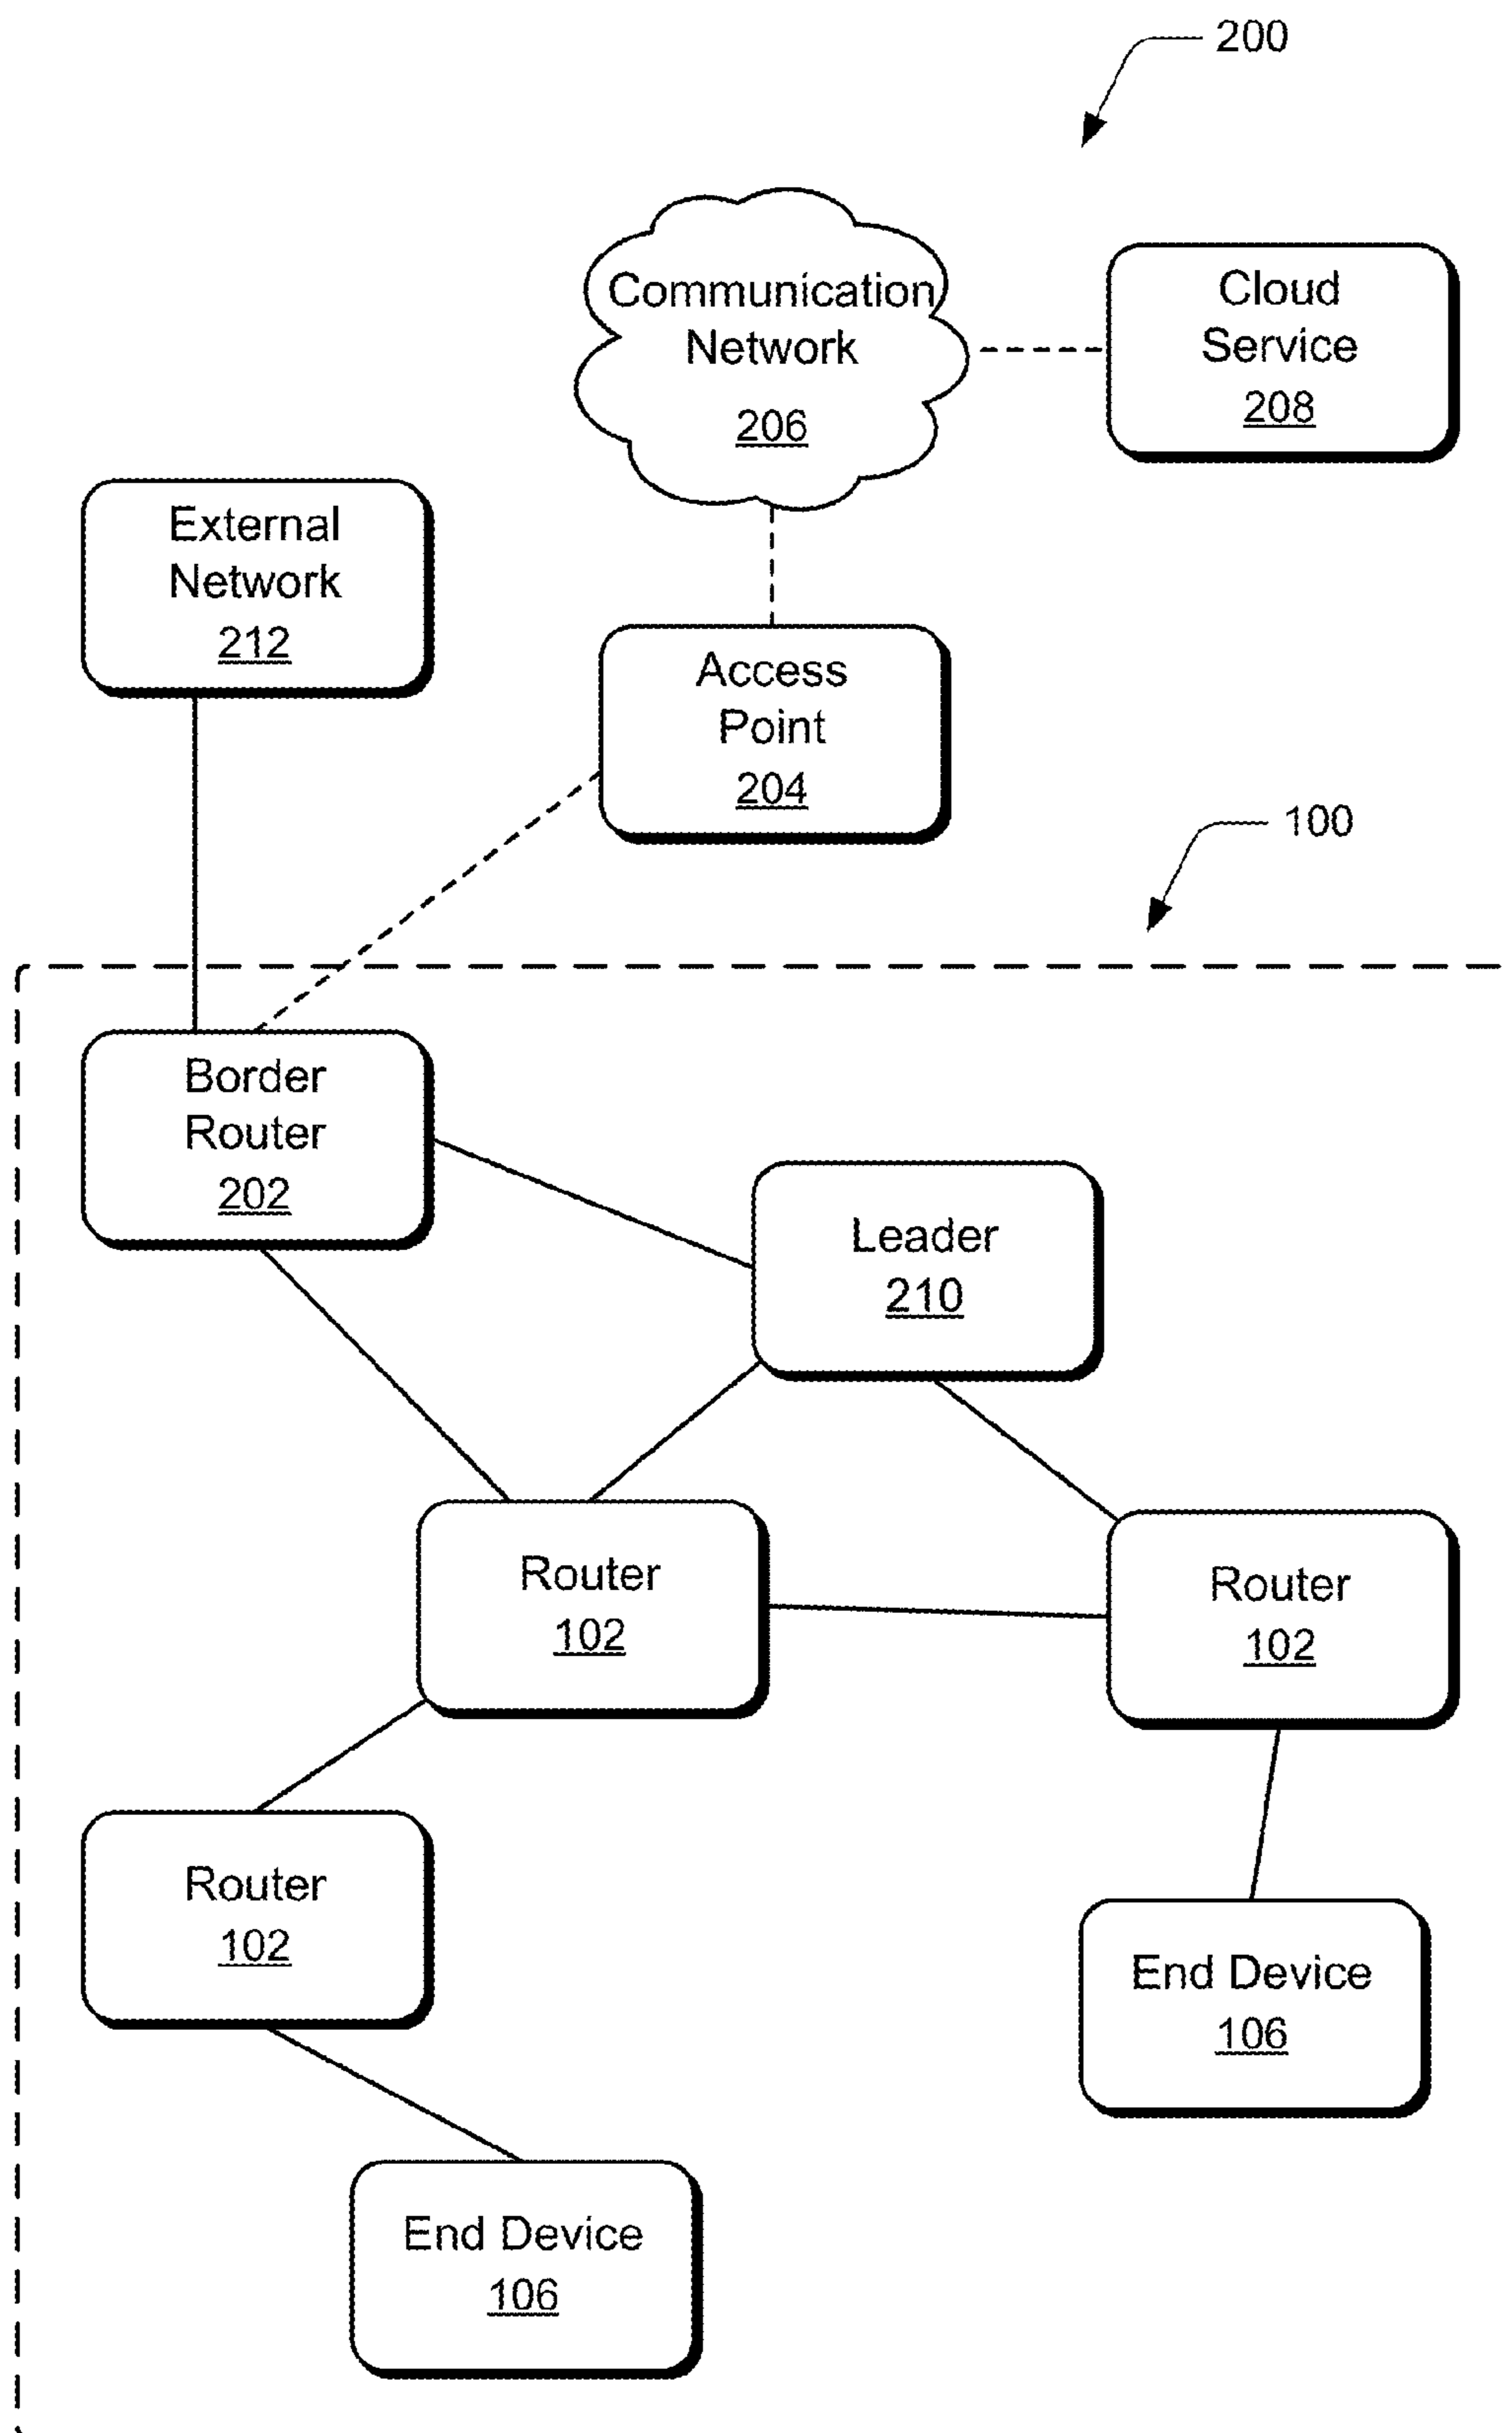 200
Communication
Network
206
Cloud
Service
208
External
Network
212
Access
Point
204
100
Border
Router
202
Leader
210
Router
102
Router
102
Router
102
End Device
106
End Device
106